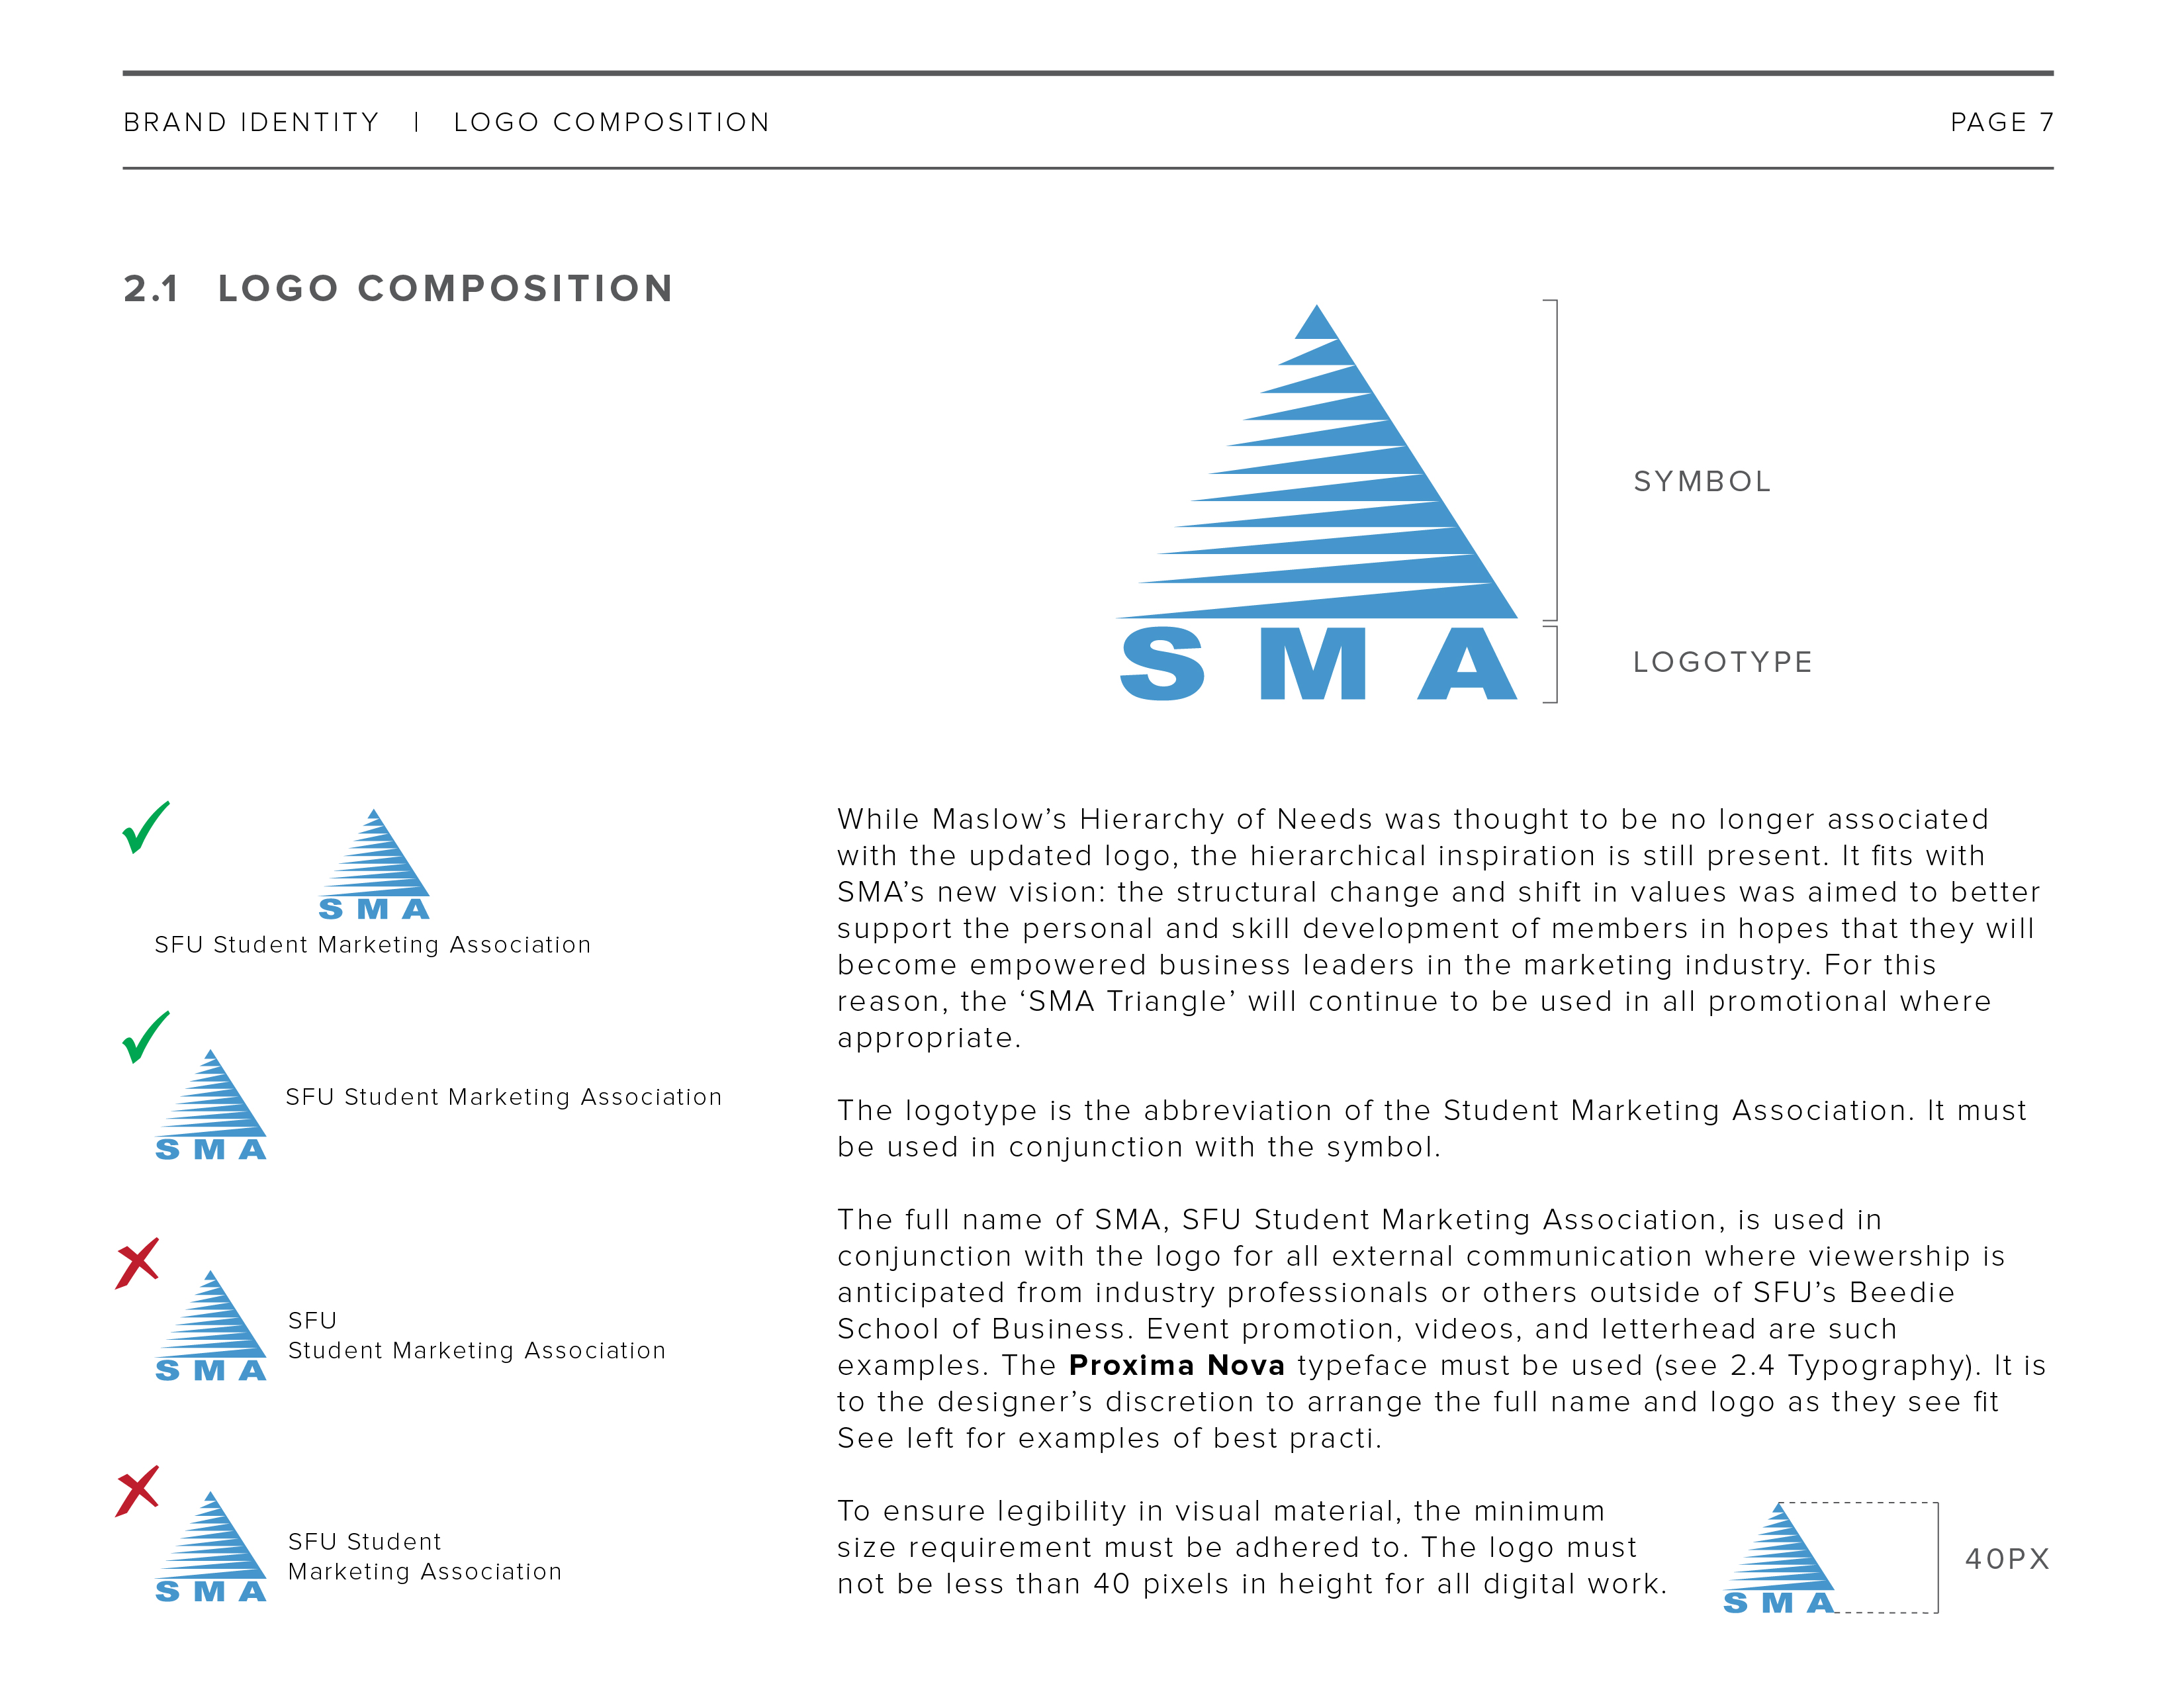 BRAND IDENTITY | LOGO COMPOSITION PAGE 7
2.1 LOGO COMPOSITION
SYMBOL
SMA
LOGOTYPE
SMA
SFU Student Marketing Association
SMA
SFU Student Marketing Association
SMA
SFU
Student Marketing Association
SMA
SFU Student
Marketing Association
While Maslow’s Hierarchy of Needs was thought to be no longer associated
with the updated logo, the hierarchical inspiration is still present. It fits with
SMA’s new vision: the structural change and shift in values was aimed to better
support the personal and skill development of members in hopes that they will
become empowered business leaders in the marketing industry. For this
reason, the ‘SMA Triangle’ will continue to be used in all promotional where
appropriate.
The logotype is the abbreviation of the Student Marketing Association. It must
be used in conjunction with the symbol.
The full name of SMA, SFU Student Marketing Association, is used in
conjunction with the logo for all external communication where viewership is
anticipated from industry professionals or others outside of SFU’s Beedie
School of Business. Event promotion, videos, and letterhead are such
examples. The Proxima Nova typeface must be used (see 2.4 Typography). It is
to the designer’s discretion to arrange the full name and logo as they see fit
See left for examples of best practi.
To ensure legibility in visual material, the minimum
size requirement must be adhered to. The logo must
not be less than 40 pixels in height for all digital work.
SMA
40PX